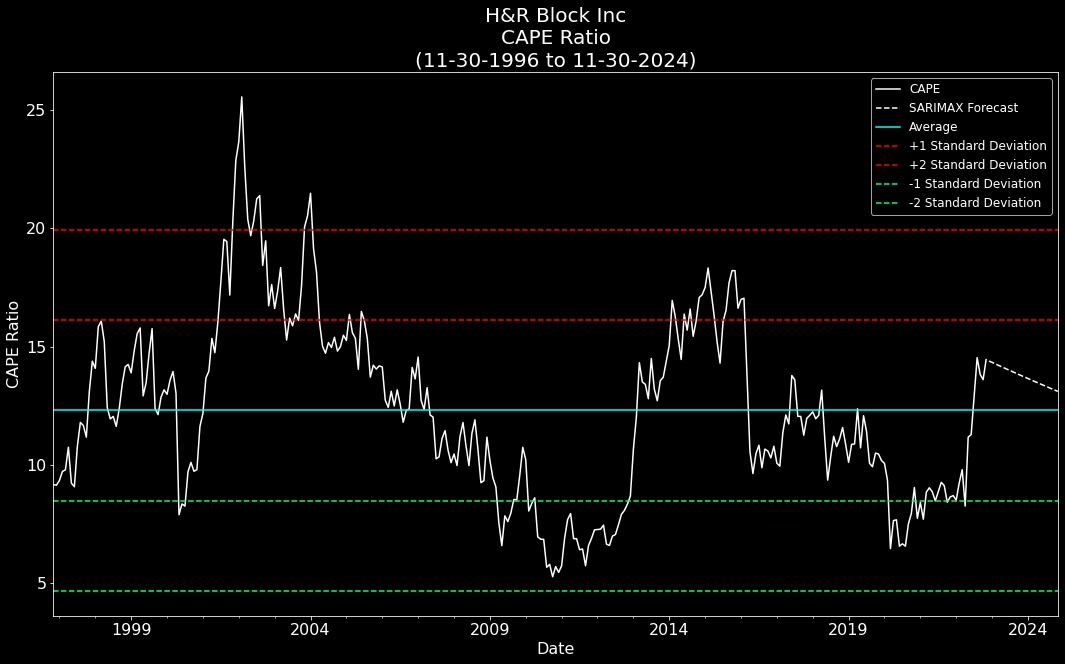 H&R Block Inc
CAPE Ratio
(11-30-1996 to 11-30-2024)
CAPE
SARIMAX Forecast
Average
+1 Standard Deviation
+2 Standard Deviation
-1 Standard Deviation
-2 Standard Deviation
CAPE Ratio
25
20
15
10
5
1999 2004 2009 2014 2019 2024
Date